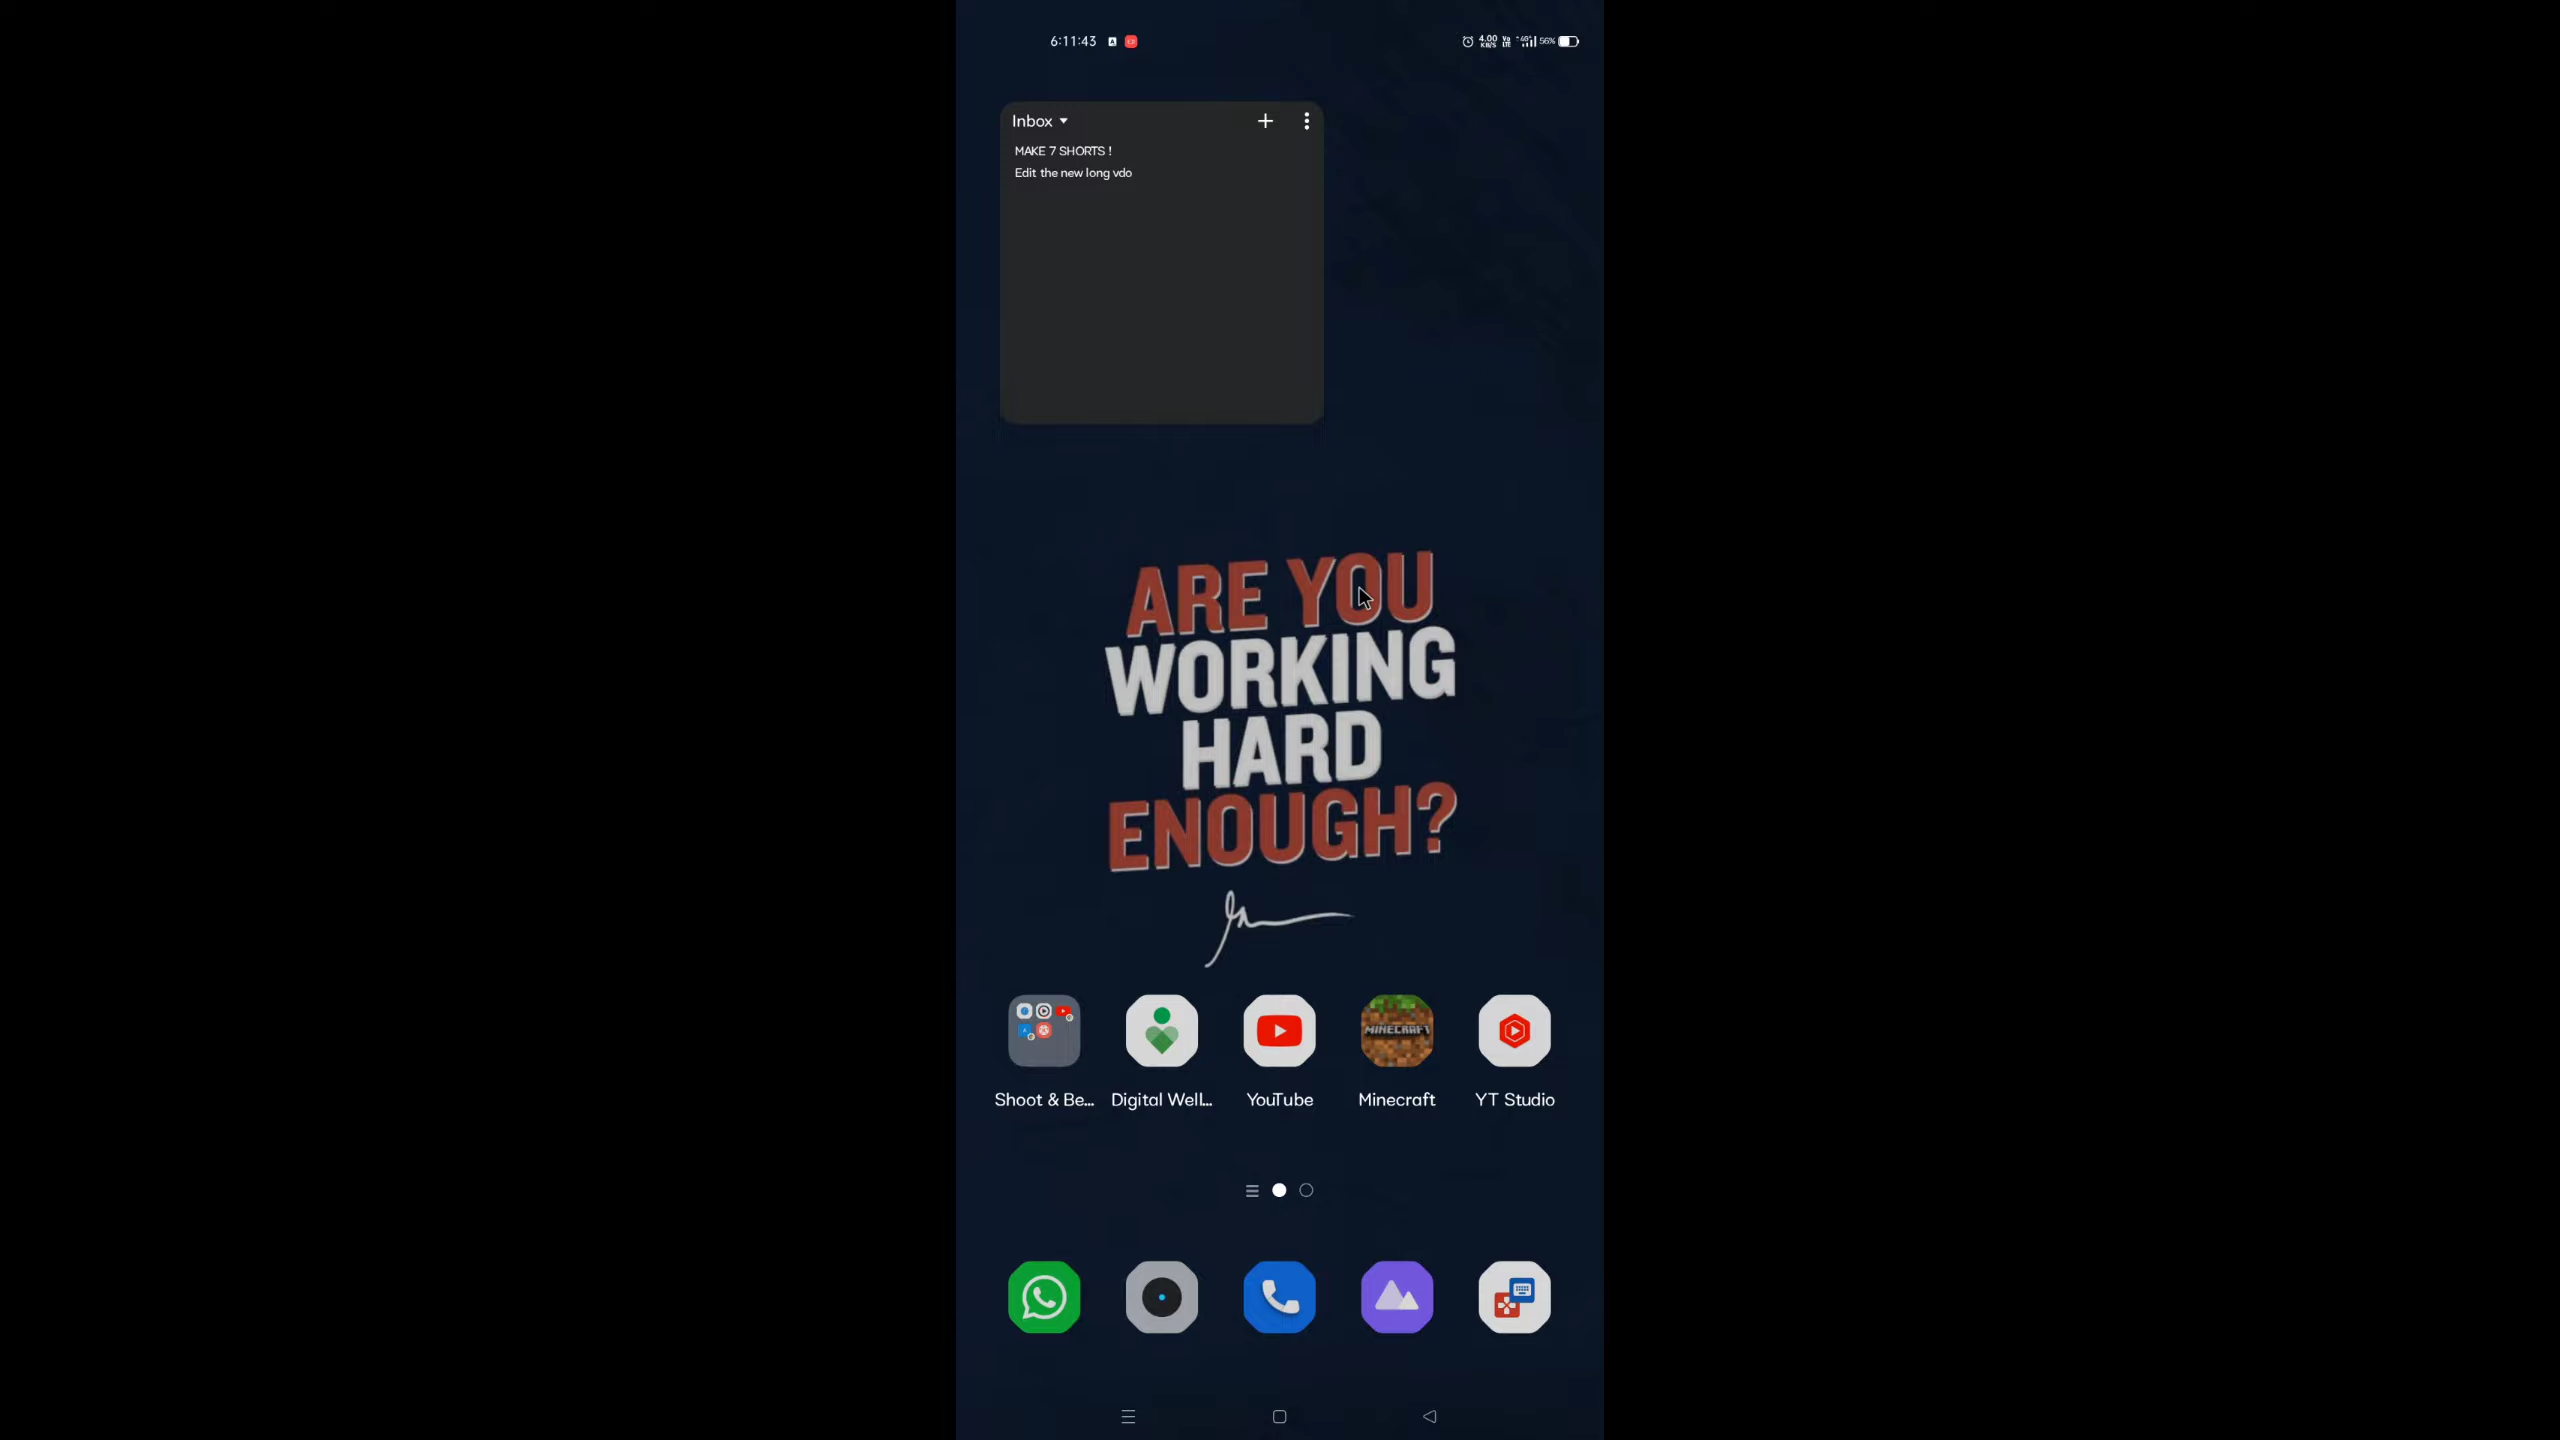 6:11:43
4.00 KB/S
56%
Inbox
MAKE 7 SHORTS !
Edit the new long vdo
ARE YOU
WORKING
HARD
ENOUGH?
MINECRAFT
Shoot & Be... Digital Well... YouTube Minecraft YT Studio